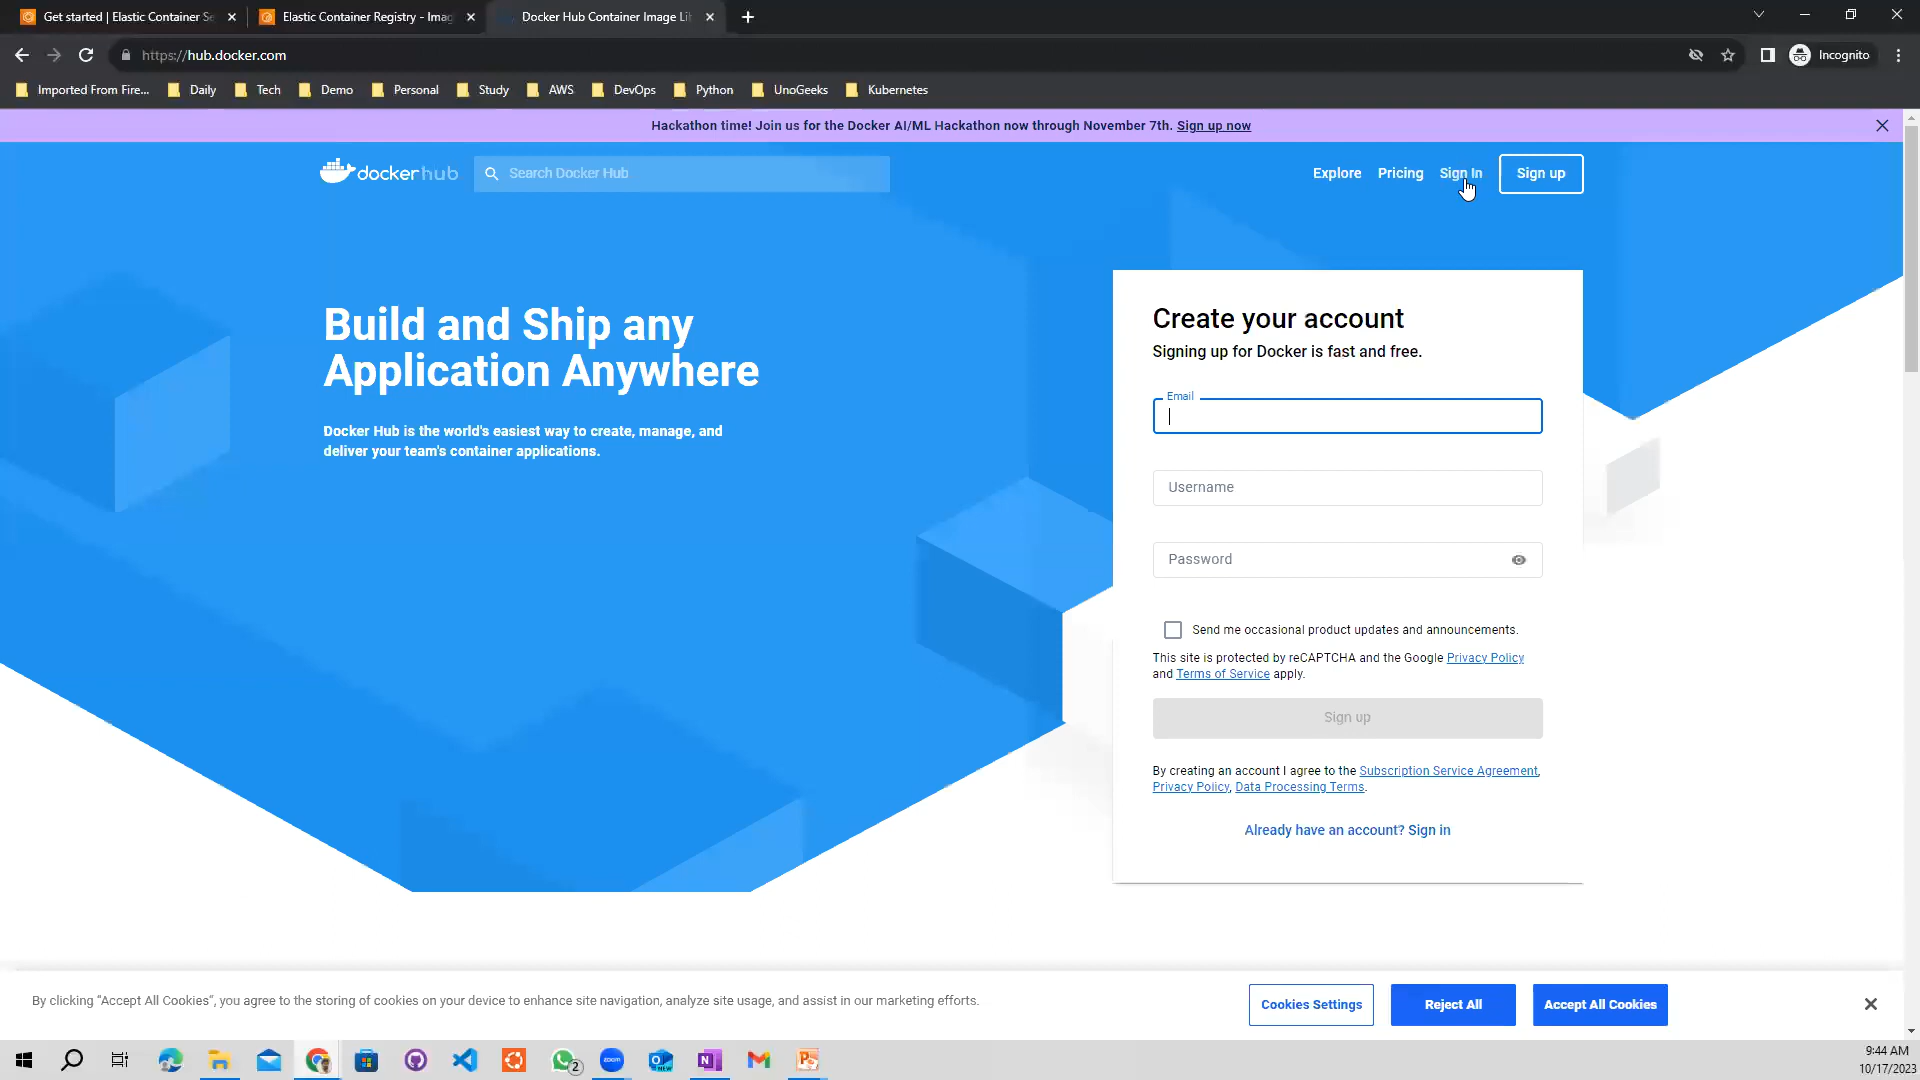 Get started | Elastic Container Se
Elastic Container Registry - Imag
Docker Hub Container Image Li
https://hub.docker.com
Incognito
Imported From Fire...
Daily
Tech
Demo
Personal
Study
AWS
DevOps
Python
UnoGeeks
Kubernetes
Hackathon time! Join us for the Docker AI/ML Hackathon now through November 7th. Sign up now
dockerhub
Search Docker Hub
Explore
Pricing
Sign In
Sign up
Build and Ship any
Application Anywhere
Docker Hub is the world's easiest way to create, manage, and
deliver your team's container applications.
Create your account
Signing up for Docker is fast and free.
Email
Username
Password
Send me occasional product updates and announcements.
This site is protected by reCAPTCHA and the Google Privacy Policy
and Terms of Service apply.
Sign up
By creating an account I agree to the Subscription Service Agreement,
Privacy Policy, Data Processing Terms.
Already have an account? Sign in
By clicking "Accept All Cookies", you agree to the storing of cookies on your device to enhance site navigation, analyze site usage, and assist in our marketing efforts.
Cookies Settings
Reject All
Accept All Cookies
2
zoom
NEW
N
P
9:44 AM
10/17/2023